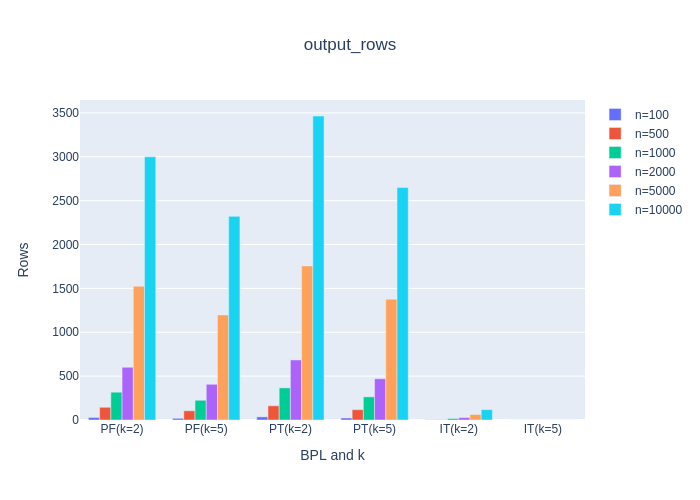 output_rows
3500
3000
2500
2000
1500
1000
500
0
Rows
PF(k=2) PF(k=5) PT(k=2) PT(k=5) IT(k=2) IT(k=5)
BPL and k
n=100
n=500
n=1000
n=2000
n=5000
n=10000